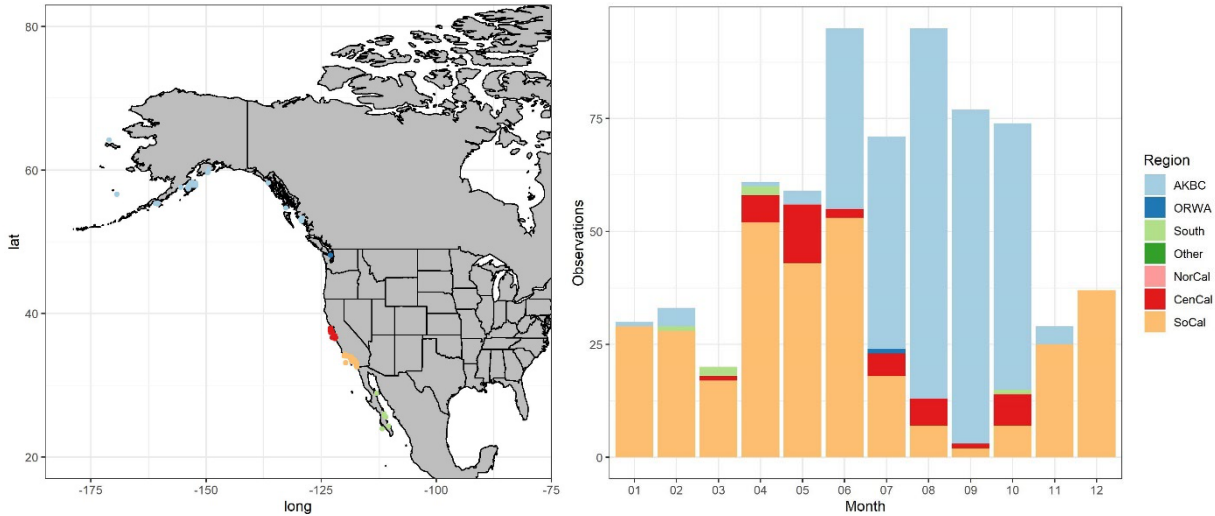 80
60
40
20
lat
-175
-150
-125
-100
-75
long
75
50
25
0
Observations
01 02 03 04 05 06 07 08 09 10 11 12
Month
Region
AKBC
ORWA
South
Other
NorCal
CenCal
SoCal